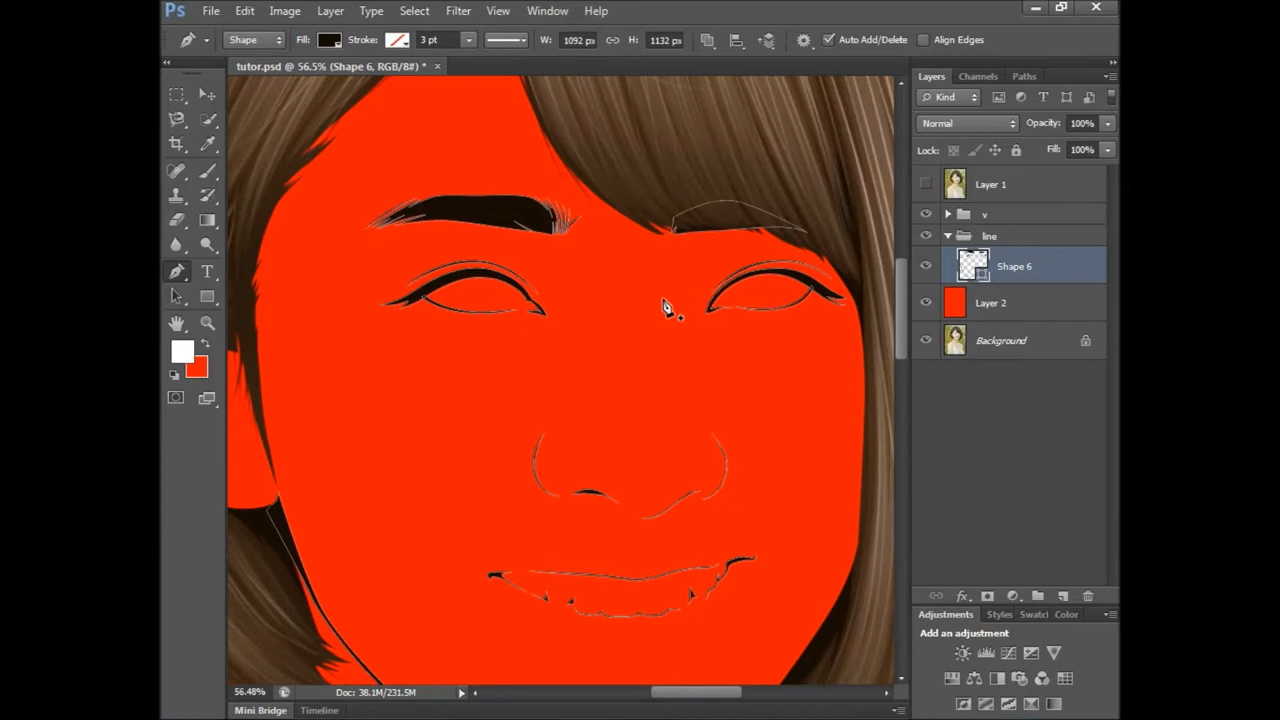 Ps File Edit Image Layer Type Select Filter View Window Help
Shape Fill: Stroke: 3 pt W: 1092 px H: 1132 px Auto Add/Delete Align Edges
tutor.psd @ 56.5% (Shape 6, RGB/8#) * ×
Layers Channels Paths
Kind T
Normal Opacity: 100%
Lock: Fill: 100%
Layer 1
v
line
Shape 6
Layer 2
Background
fx
Adjustments Styles Swatcl Color
Add an adjustment
56.48% Doc: 38.1M/231.5M
Mini Bridge Timeline